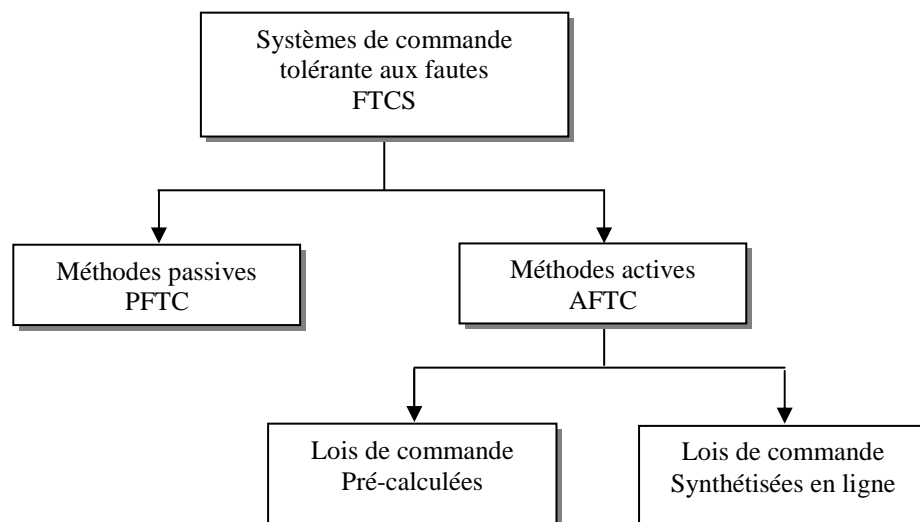 Systèmes de commande
tolérante aux fautes
FTCS
Méthodes passives
PFTC
Méthodes actives
AFTC
Lois de commande
Pré-calculées
Lois de commande
Synthétisées en ligne